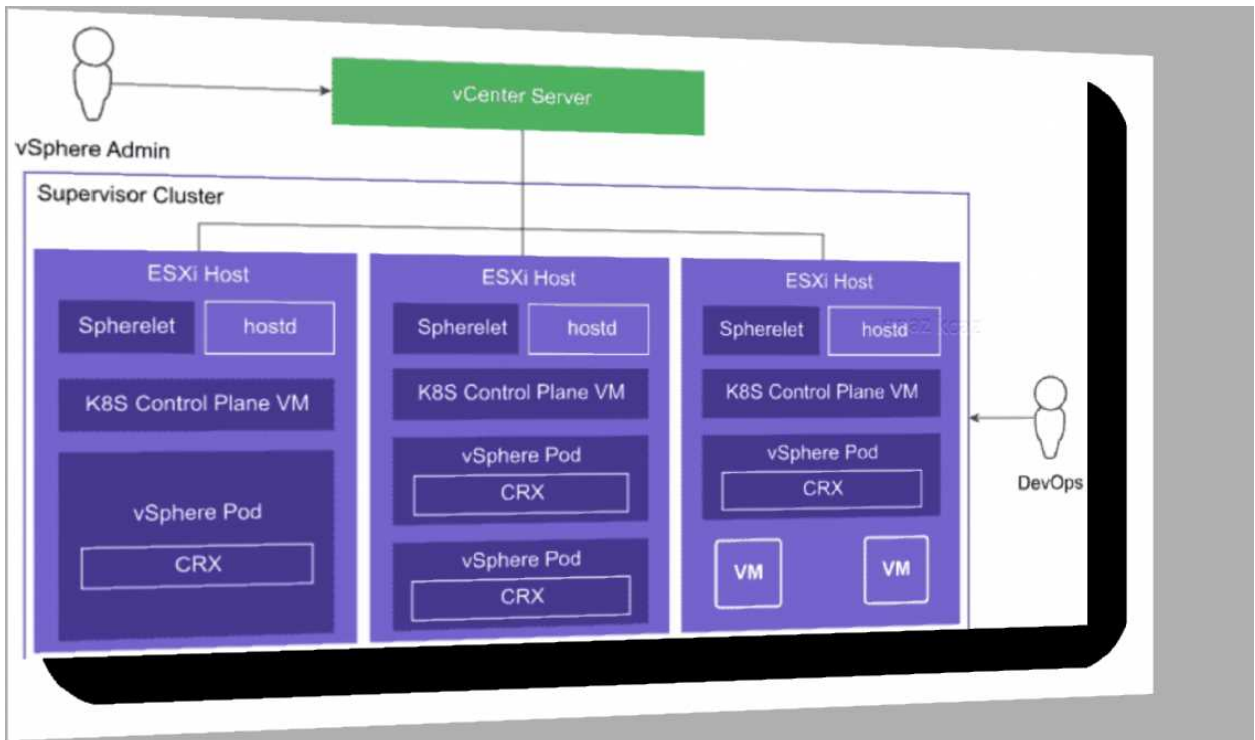 vCenter Server
vSphere Admin
Supervisor Cluster
ESXi Host
Spherelet
hostd
K8S Control Plane VM
vSphere Pod
CRX
ESXi Host
Spherelet
hostd
K8S Control Plane VM
vSphere Pod
CRX
vSphere Pod
CRX
ESXi Host
Spherelet
hostd
K8S Control Plane VM
vSphere Pod
CRX
VM
VM
DevOps